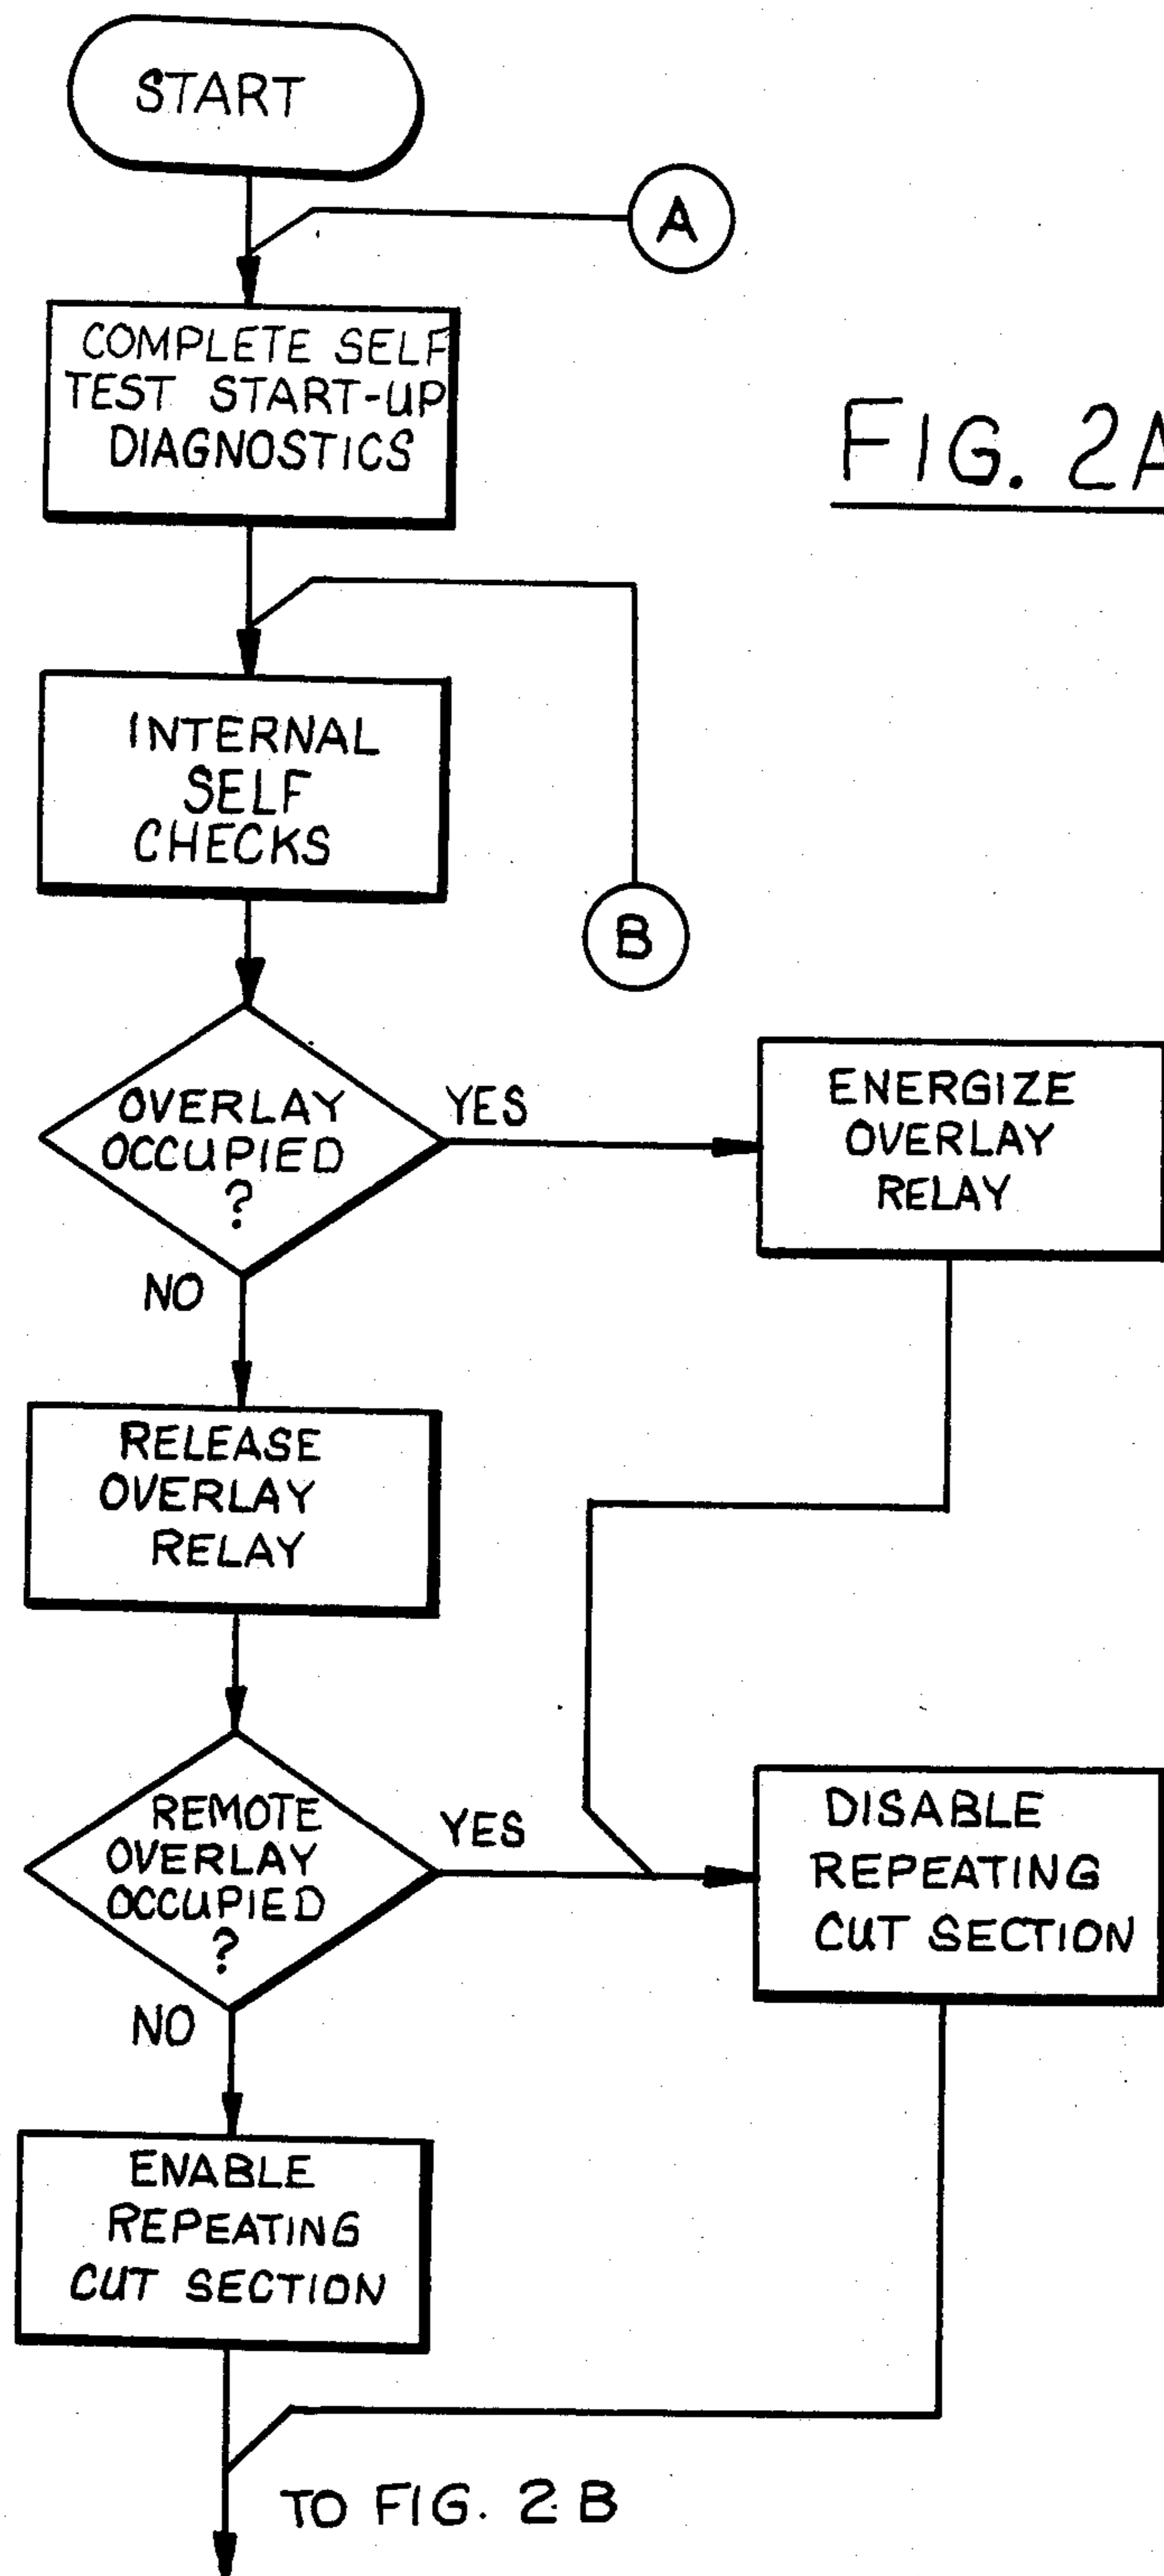 START
A
COMPLETE SELF
TEST START-UP
DIAGNOSTICS
FIG. 2A
INTERNAL
SELF
CHECKS
B
OVERLAY
OCCUPIED
?
YES
NO
ENERGIZE
OVERLAY
RELAY
RELEASE
OVERLAY
RELAY
REMOTE
OVERLAY
OCCUPIED
?
YES
NO
DISABLE
REPEATING
CUT SECTION
ENABLE
REPEATING
CUT SECTION
TO FIG. 2B